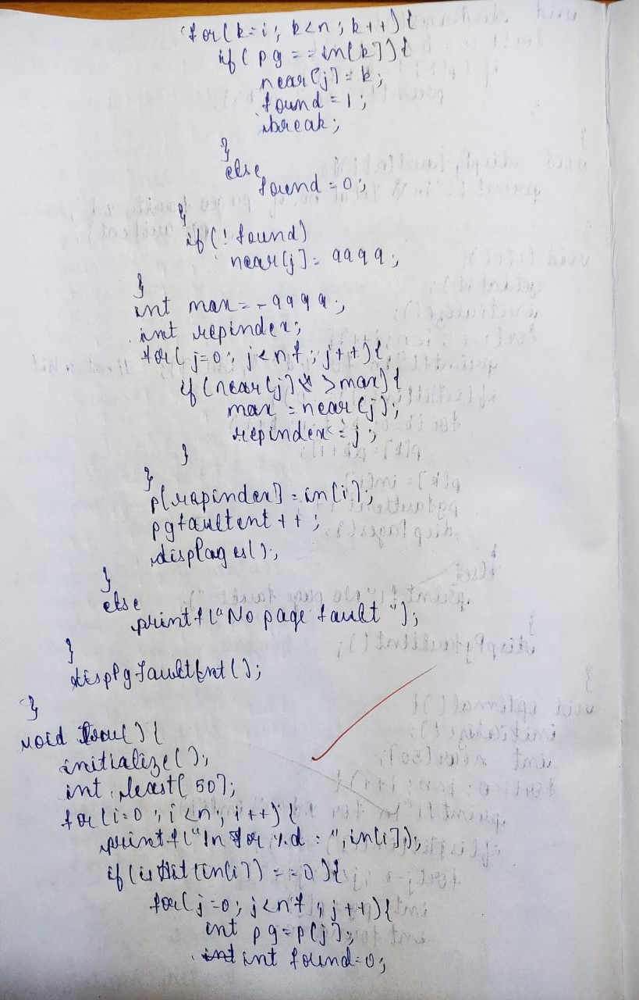 for(k=i; k<n; k++){
if(pg==in[k]){
near[j]=k;
found=1;
break;
}
else
found=0;
}
if(!found)
near[j]=9999;
}
int max=-9999;
int repindex;
for(j=0; j<nf; j++){
if(near[j]>max){
max=near[j];
repindex=j;
}
}
p[repindex]=in[i];
pgfaultcnt++;
dispPages();
}
else
printf("No page fault");
}
dispPgFaultCnt();
}
void lru(){
initialize();
int least[50];
for(i=0; i<n; i++){
printf("\n For %d :",in[i]);
if(isHit(in[i])==0){
for(j=0; j<nf; j++){
int pg=p[j];
int found=0;